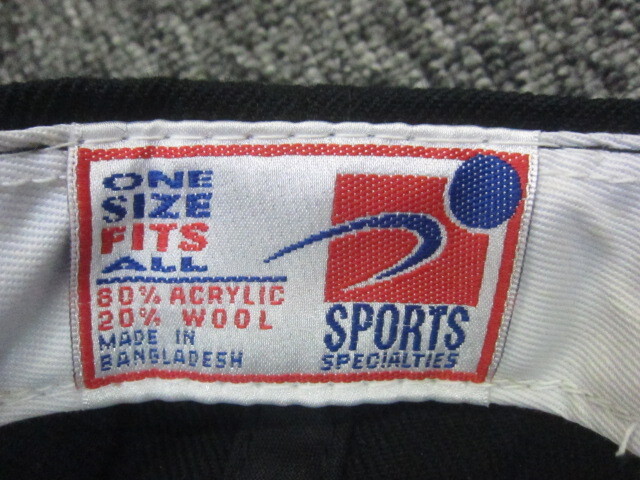 ONE
SIZE
FITS
ALL
80% ACRYLIC
20% WOOL
MADE IN
BANGLADESH
SPORTS
SPECIALTIES